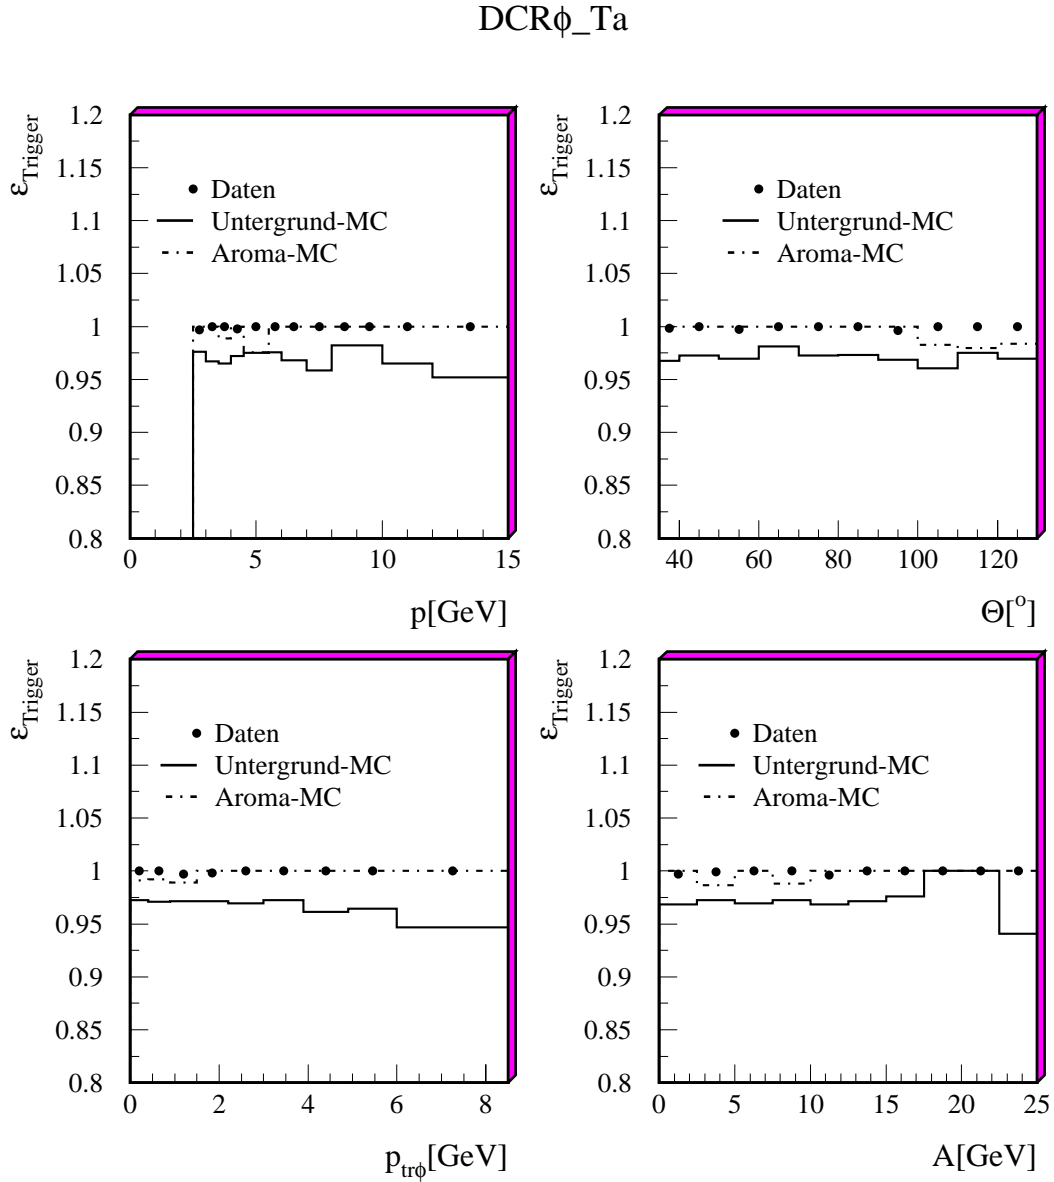 DCRϕ_Ta
ε_Trigger
1.2
1.15
1.1
1.05
1
0.95
0.9
0.85
0.8
Daten
Untergrund-MC
Aroma-MC
0 5 10 15
p[GeV]
ε_Trigger
1.2
1.15
1.1
1.05
1
0.95
0.9
0.85
0.8
Daten
Untergrund-MC
Aroma-MC
40 60 80 100 120
Θ[°]
ε_Trigger
1.2
1.15
1.1
1.05
1
0.95
0.9
0.85
0.8
Daten
Untergrund-MC
Aroma-MC
0 2 4 6 8
p_trϕ[GeV]
ε_Trigger
1.2
1.15
1.1
1.05
1
0.95
0.9
0.85
0.8
Daten
Untergrund-MC
Aroma-MC
0 5 10 15 20 25
A[GeV]